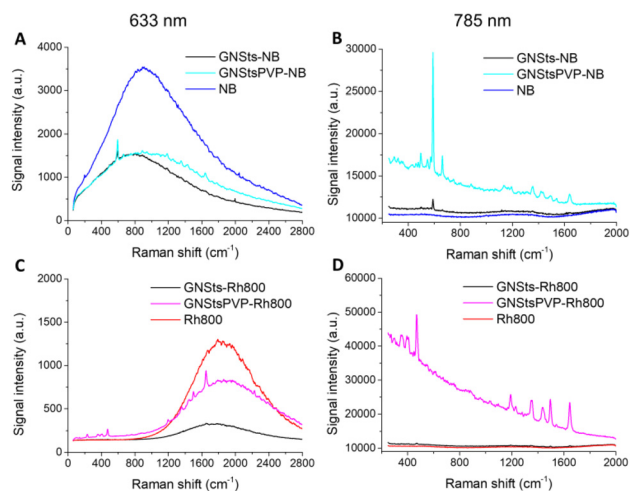 633 nm
785 nm
A
GNSts-NB
GNStsPVP-NB
NB
Signal intensity (a.u.)
4000
3000
2000
1000
0
0 400 800 1200 1600 2000 2400 2800
Raman shift (cm⁻¹)
B
GNSts-NB
GNStsPVP-NB
NB
Signal intensity (a.u.)
30000
25000
20000
15000
10000
400 800 1200 1600 2000
Raman shift (cm⁻¹)
C
GNSts-Rh800
GNStsPVP-Rh800
Rh800
Signal intensity (a.u.)
2000
1500
1000
500
0
0 400 800 1200 1600 2000 2400 2800
Raman shift (cm⁻¹)
D
GNSts-Rh800
GNStsPVP-Rh800
Rh800
Signal intensity (a.u.)
60000
50000
40000
30000
20000
10000
400 800 1200 1600 2000
Raman shift (cm⁻¹)